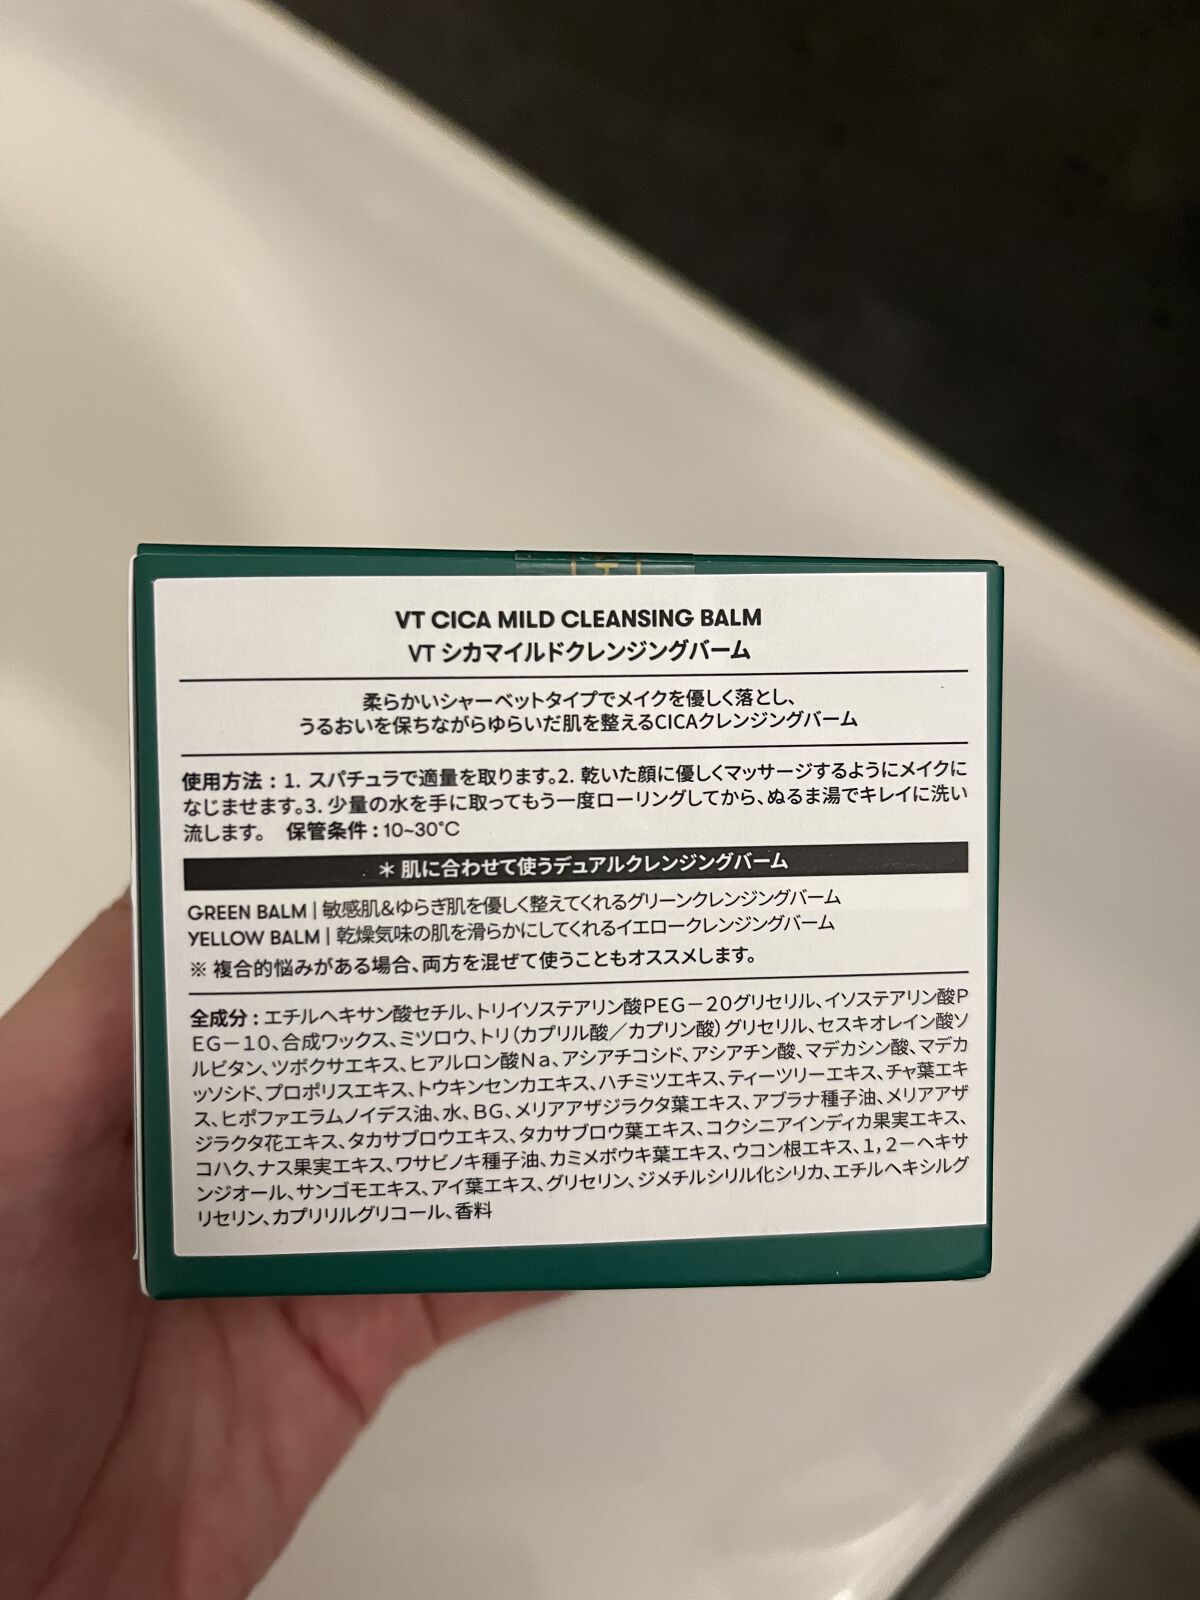 VT CICA MILD CLEANSING BALM
VT シカマイルドクレンジングバーム
柔らかいシャーベットタイプでメイクを優しく落とし、
うるおいを保ちながらゆらいだ肌を整えるCICAクレンジングバーム
使用方法 : 1. スパチュラで適量を取ります。2. 乾いた顔に優しくマッサージするようにメイクに
なじませます。3. 少量の水を手に取ってもう一度ローリングしてから、ぬるま湯でキレイに洗い
流します。 保管条件 : 10~30°C
＊ 肌に合わせて使うデュアルクレンジングバーム
GREEN BALM | 敏感肌&ゆらぎ肌を優しく整えてくれるグリーンクレンジングバーム
YELLOW BALM | 乾燥気味の肌を滑らかにしてくれるイエロークレンジングバーム
※ 複合的悩みがある場合、両方を混ぜて使うこともオススメします。
全成分 : エチルヘキサン酸セチル、トリイソステアリン酸PEG－20グリセリル、イソステアリン酸P
EG－10、合成ワックス、ミツロウ、トリ（カプリル酸／カプリン酸）グリセリル、セスキオレイン酸ソ
ルビタン、ツボクサエキス、ヒアルロン酸Na、アシアチコシド、アシアチン酸、マデカシン酸、マデカ
ッソシド、プロポリスエキス、トウキンセンカエキス、ハチミツエキス、ティーツリーエキス、チャ葉エキ
ス、ヒポファエラムノイデス油、水、BG、メリアアザジラクタ葉エキス、アブラナ種子油、メリアアザ
ジラクタ花エキス、タカサブロウエキス、タカサブロウ葉エキス、コクシニアインディカ果実エキス、
コハク、ナス果実エキス、ワサビノキ種子油、カミメボウキ葉エキス、ウコン根エキス、1,2－ヘキサ
ンジオール、サンゴモエキス、アイ葉エキス、グリセリン、ジメチルシリル化シリカ、エチルヘキシルグ
リセリン、カプリリルグリコール、香料